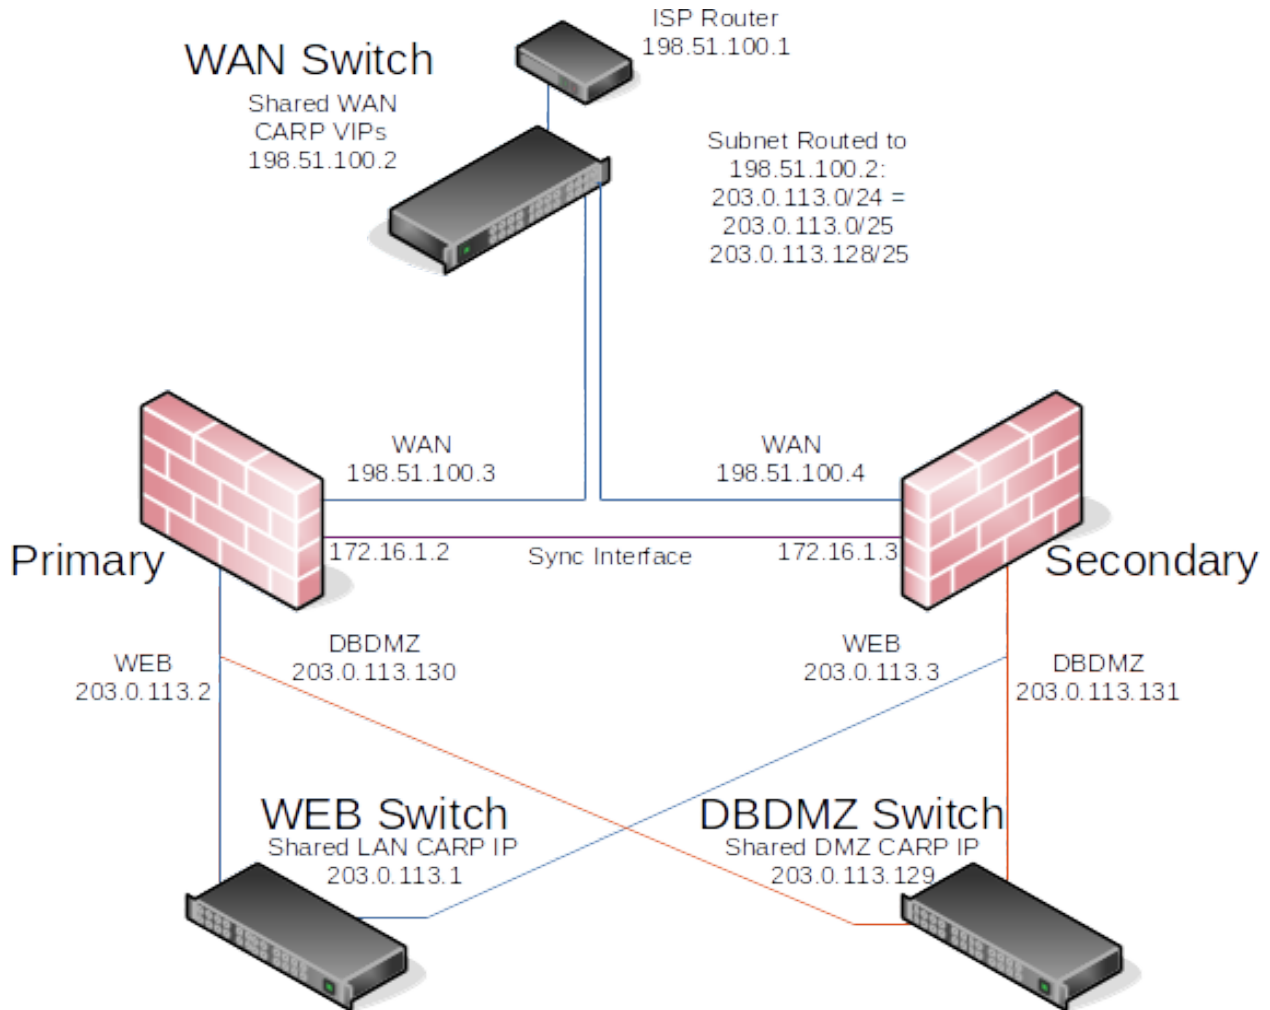 ISP Router
198.51.100.1
WAN Switch
Shared WAN
CARP VIPs
198.51.100.2
Subnet Routed to
198.51.100.2:
203.0.113.0/24 =
203.0.113.0/25
203.0.113.128/25
WAN
198.51.100.3
WAN
198.51.100.4
Primary
172.16.1.2
Sync Interface
172.16.1.3
Secondary
WEB
203.0.113.2
DBDMZ
203.0.113.130
WEB
203.0.113.3
DBDMZ
203.0.113.131
WEB Switch
Shared LAN CARP IP
203.0.113.1
DBDMZ Switch
Shared DMZ CARP IP
203.0.113.129